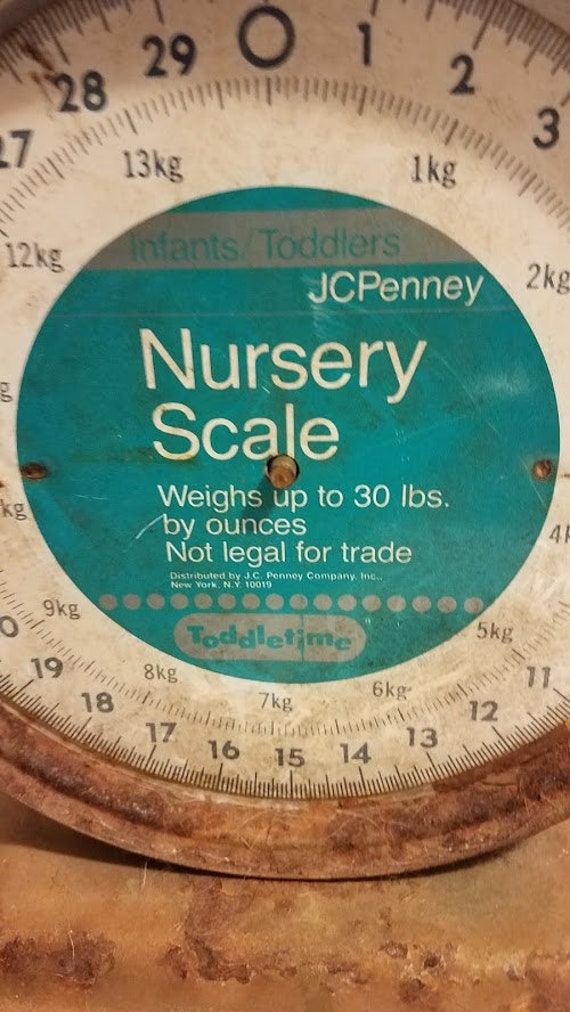 27 28 29 0 1 2 3
13kg 1kg
12kg 2kg
Infants/Toddlers
JCPenney
Nursery
Scale
Weighs up to 30 lbs.
by ounces
Not legal for trade
Distributed by J.C. Penney Company, Inc.,
New York, N.Y. 10019
Toddletime
9kg 8kg 7kg 6kg 5kg
19 18 17 16 15 14 13 12 11